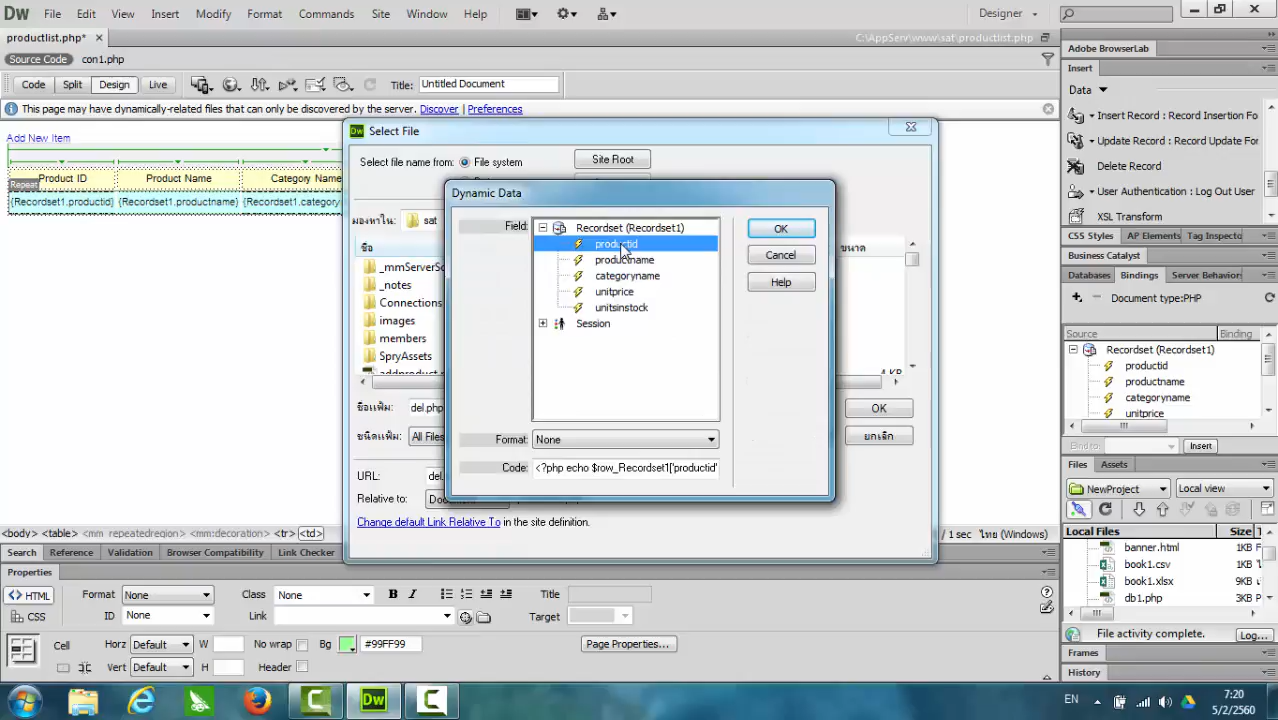 Dw File Edit View Insert Modify Format Commands Site Window Help Designer
productlist.php* × C:\AppServ\www\sat\productlist.php
Source Code con1.php
Code Split Design Live Title: Untitled Document
This page may have dynamically-related files that can only be discovered by the server. Discover Preferences
Add New Item
Product ID Product Name Category Name
Repeat
{Recordset1.productid} {Recordset1.productname} {Recordset1.category
Dw Select File
Select file name from: File system Site Root
มองหาใน: sat
ชื่อ ขนาด
_mmServerSc
_notes
Connections
images
members
SpryAssets
4 KB
ชื่อแฟ้ม: del.php OK
ชนิดแฟ้ม: All Files ยกเลิก
URL: del.
Relative to: Document
Change default Link Relative To in the site definition.
Dynamic Data
Field: Recordset (Recordset1)
productid
productname
categoryname
unitprice
unitsinstock
Session
OK
Cancel
Help
Format: None
Code: <?php echo $row_Recordset1['productid'
Adobe BrowserLab
Insert
Data
Insert Record : Record Insertion Fo
Update Record : Update Record For
Delete Record
User Authentication : Log Out User
XSL Transform
CSS Styles AP Elements Tag Inspecto
Business Catalyst
Databases Bindings Server Behavior
Document type:PHP
Source Binding
Recordset (Recordset1)
productid
productname
categoryname
unitprice
Bind to: Insert
Files Assets
NewProject Local view
Local Files Size
banner.html 1KB
book1.csv 1KB
book1.xlsx 9KB
db1.php 3KB
File activity complete. Log...
Frames
History
<body> <table> <mm_repeatedregion> <mm:decoration> <tr> <td> / 1 sec ไทย (Windows)
Search Reference Validation Browser Compatibility Link Checker
Properties
HTML Format None Class None B I Title
CSS ID None Link Target
Cell Horz Default W No wrap Bg #99FF99 Page Properties...
Vert Default H Header
Dw
EN 7:20
5/2/2560